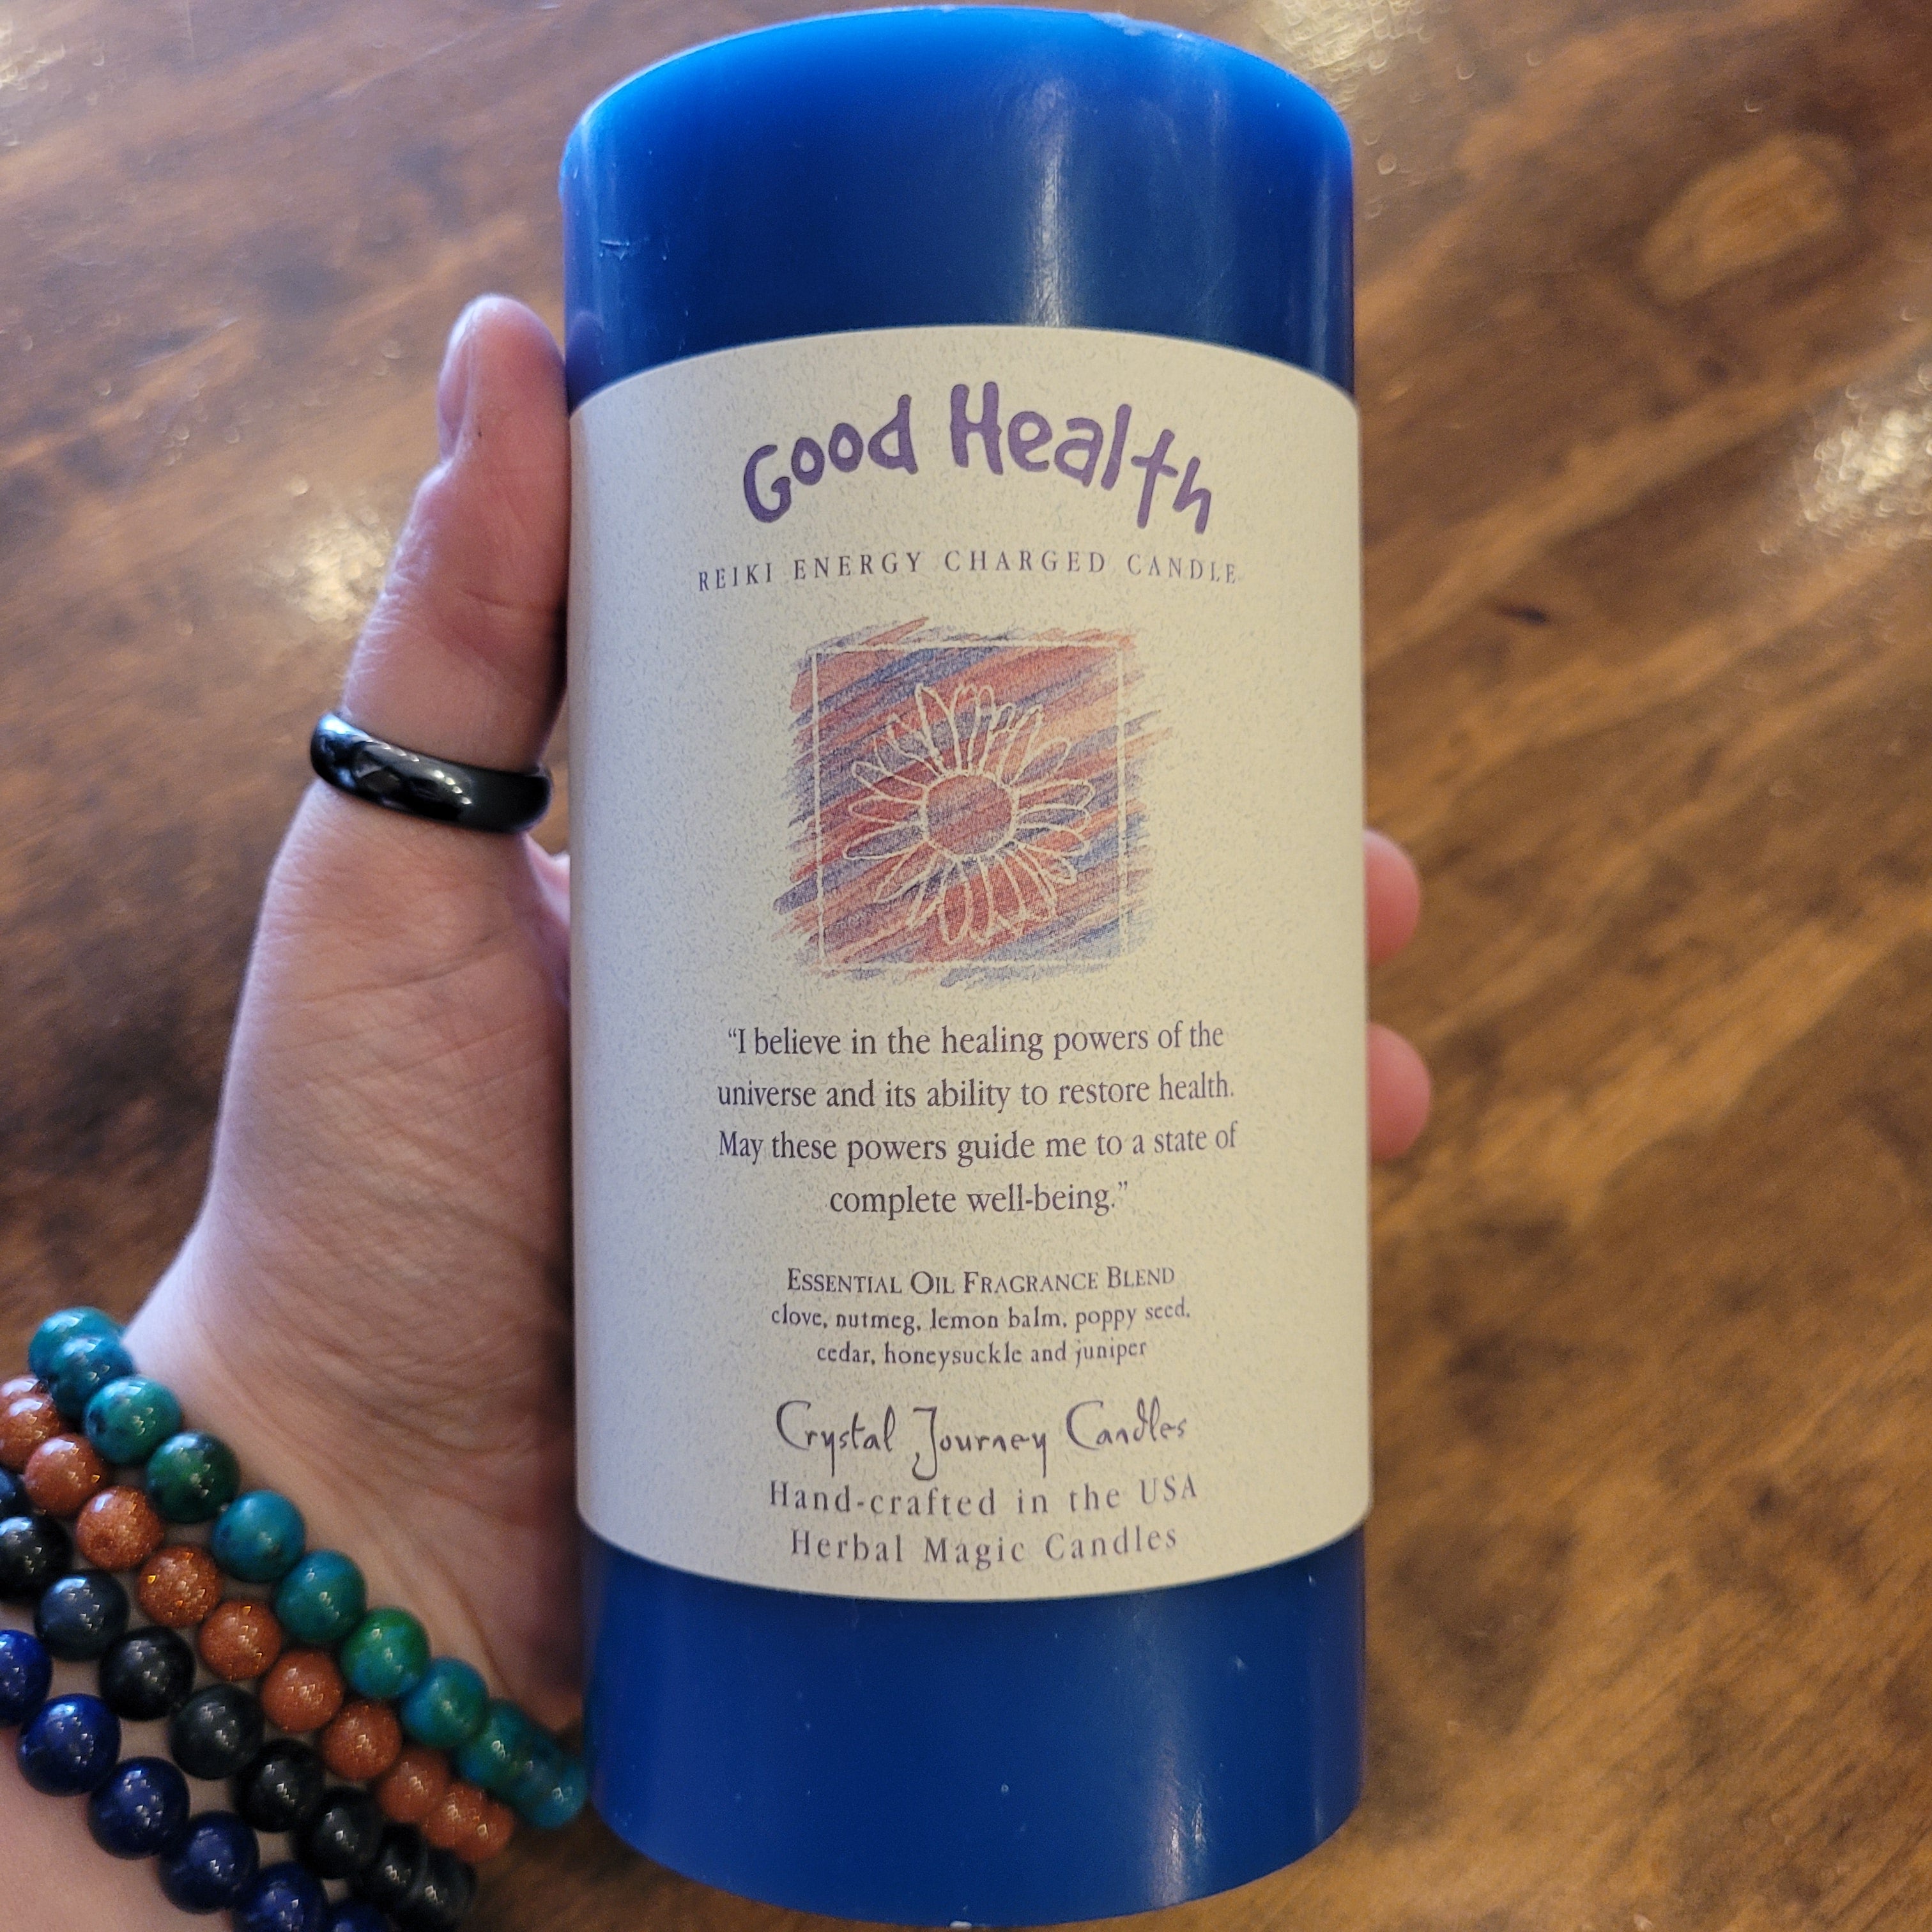 Good Health
REIKI ENERGY CHARGED CANDLE
“I believe in the healing powers of the
universe and its ability to restore health.
May these powers guide me to a state of
complete well-being.”
ESSENTIAL OIL FRAGRANCE BLEND
clove, nutmeg, lemon balm, poppy seed,
cedar, honeysuckle and juniper
Crystal Journey Candles
Hand-crafted in the USA
Herbal Magic Candles